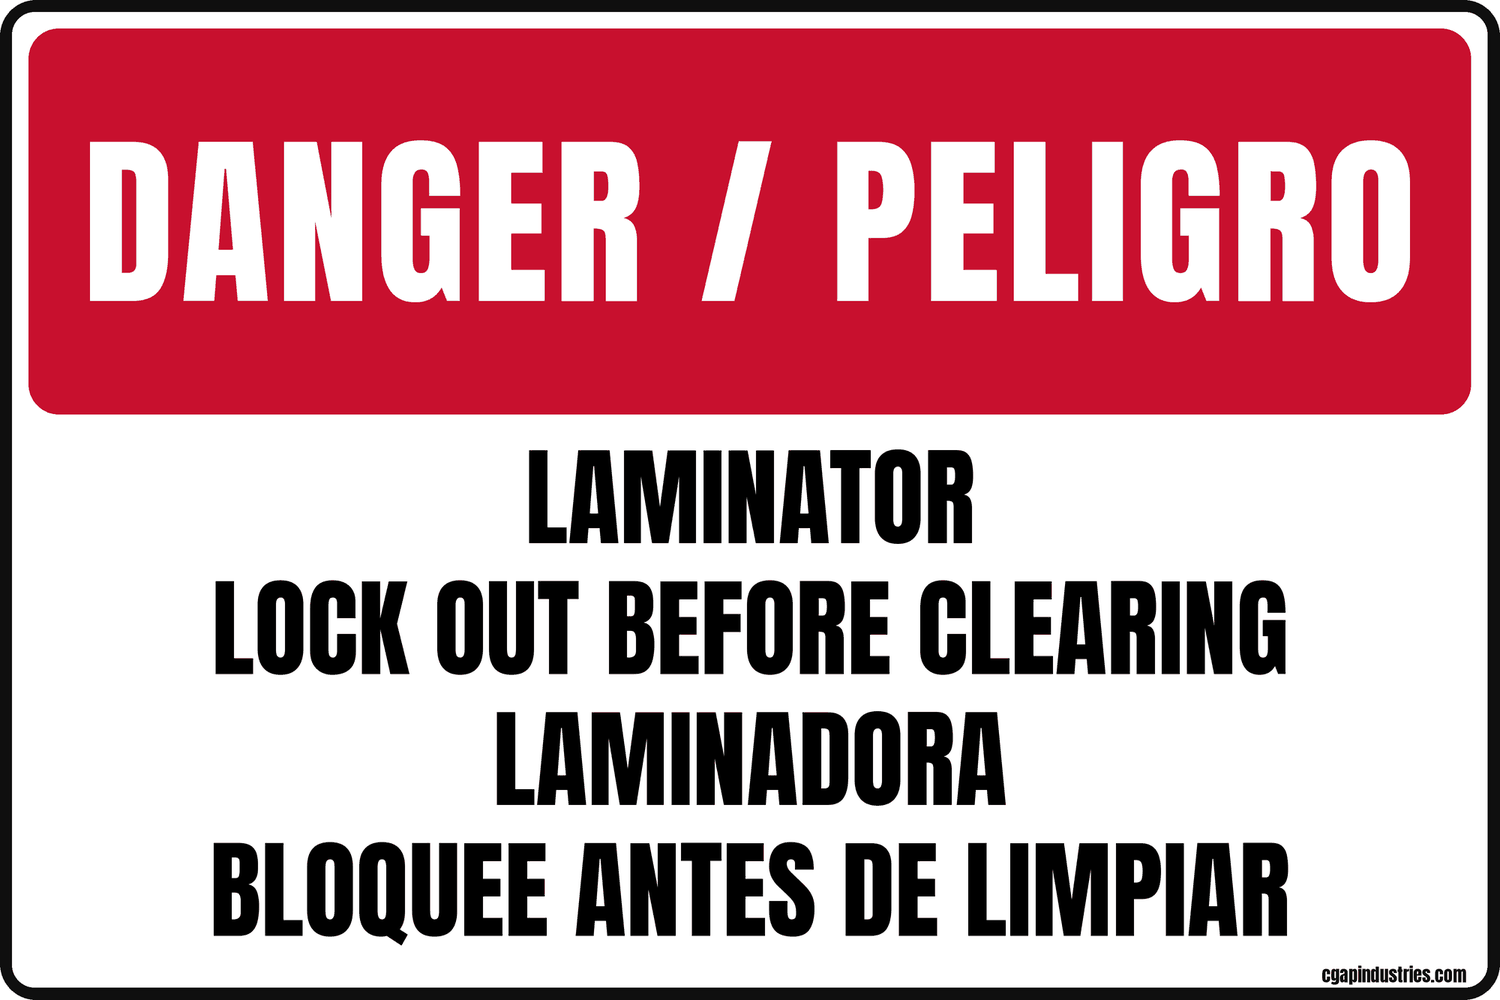 DANGER / PELIGRO
LAMINATOR
LOCK OUT BEFORE CLEARING
LAMINADORA
BLOQUEE ANTES DE LIMPIAR
cgapindustries.com